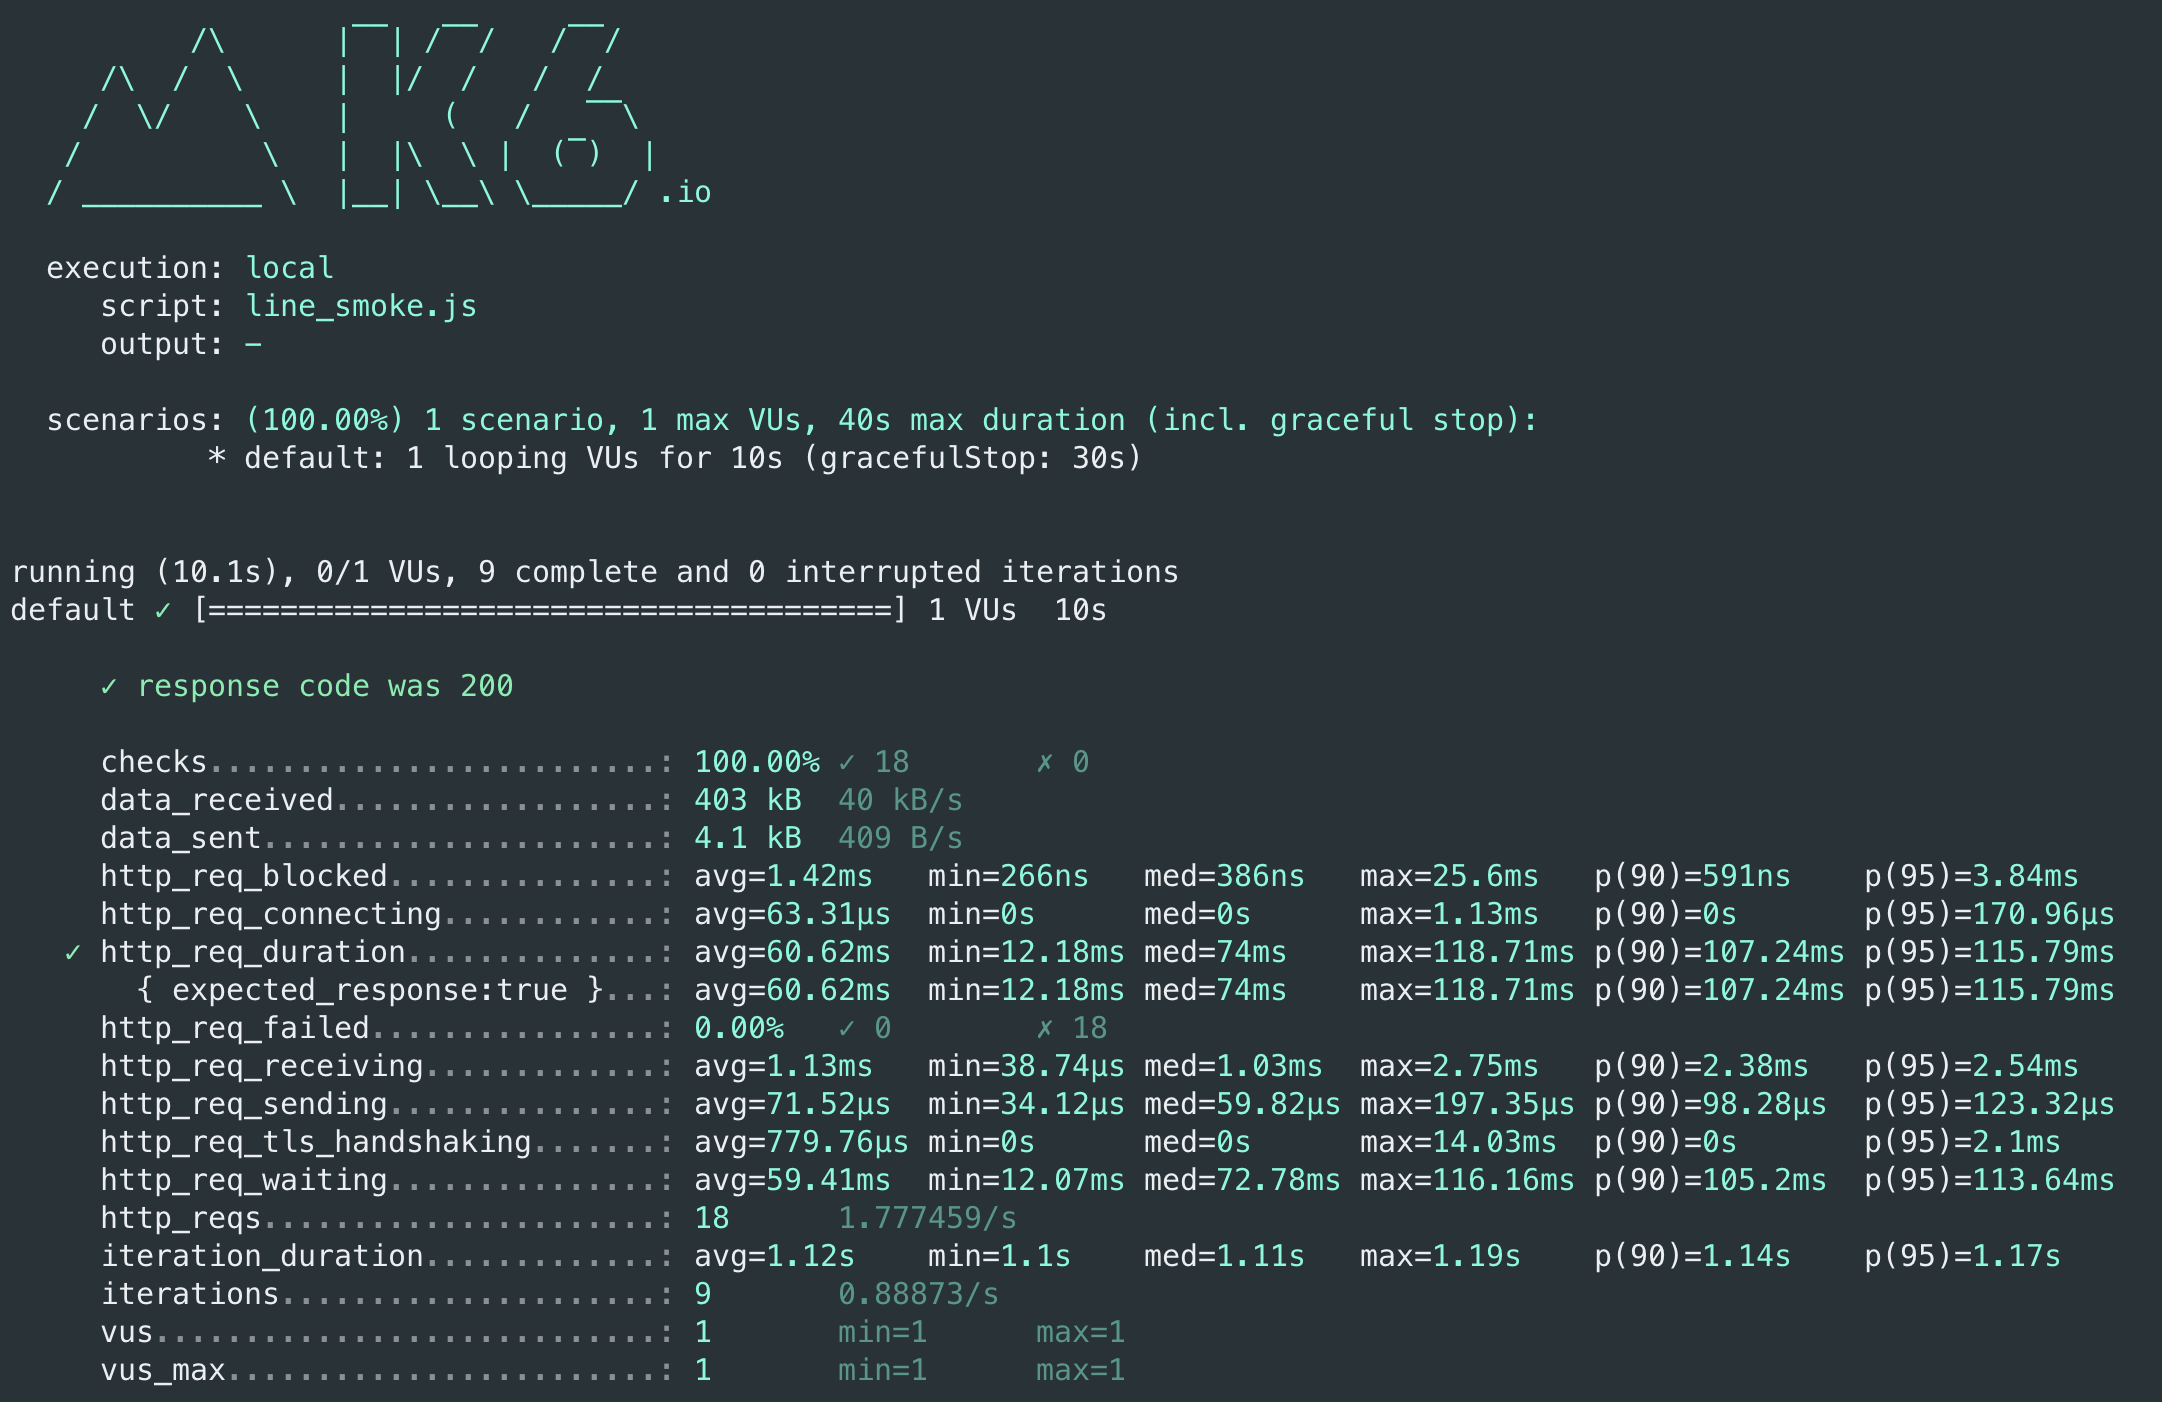 /\      |‾‾| /‾‾/   /‾‾/
     /\  /  \     |  |/  /   /  /
    /  \/    \    |     (   /   ‾‾\
   /          \   |  |\  \ |  (‾)  |
  / __________ \  |__| \__\ \_____/ .io
execution: local
script: line_smoke.js
output: -
scenarios: (100.00%) 1 scenario, 1 max VUs, 40s max duration (incl. graceful stop):
* default: 1 looping VUs for 10s (gracefulStop: 30s)
running (10.1s), 0/1 VUs, 9 complete and 0 interrupted iterations
default ✓ [======================================] 1 VUs  10s
✓ response code was 200
checks.........................: 100.00% ✓ 18       ✗ 0
data_received..................: 403 kB  40 kB/s
data_sent......................: 4.1 kB  409 B/s
http_req_blocked...............: avg=1.42ms   min=266ns   med=386ns   max=25.6ms   p(90)=591ns    p(95)=3.84ms
http_req_connecting............: avg=63.31µs  min=0s      med=0s      max=1.13ms   p(90)=0s       p(95)=170.96µs
✓ http_req_duration..............: avg=60.62ms  min=12.18ms med=74ms    max=118.71ms p(90)=107.24ms p(95)=115.79ms
{ expected_response:true }...: avg=60.62ms  min=12.18ms med=74ms    max=118.71ms p(90)=107.24ms p(95)=115.79ms
http_req_failed................: 0.00%   ✓ 0        ✗ 18
http_req_receiving.............: avg=1.13ms   min=38.74µs med=1.03ms  max=2.75ms   p(90)=2.38ms   p(95)=2.54ms
http_req_sending...............: avg=71.52µs  min=34.12µs med=59.82µs max=197.35µs p(90)=98.28µs  p(95)=123.32µs
http_req_tls_handshaking.......: avg=779.76µs min=0s      med=0s      max=14.03ms  p(90)=0s       p(95)=2.1ms
http_req_waiting...............: avg=59.41ms  min=12.07ms med=72.78ms max=116.16ms p(90)=105.2ms  p(95)=113.64ms
http_reqs......................: 18      1.777459/s
iteration_duration.............: avg=1.12s    min=1.1s    med=1.11s   max=1.19s    p(90)=1.14s    p(95)=1.17s
iterations.....................: 9       0.88873/s
vus............................: 1       min=1      max=1
vus_max........................: 1       min=1      max=1